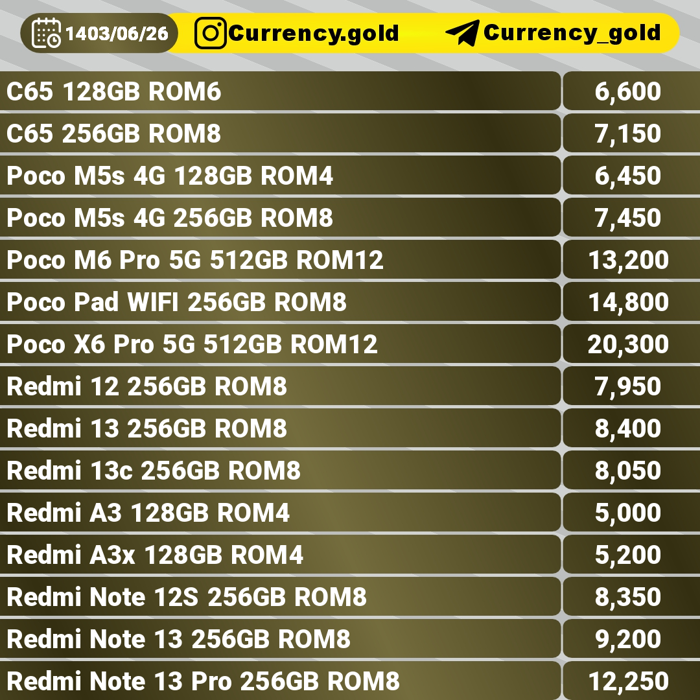 1403/06/26 Currency.gold Currency_gold
C65 128GB ROM6 6,600
C65 256GB ROM8 7,150
Poco M5s 4G 128GB ROM4 6,450
Poco M5s 4G 256GB ROM8 7,450
Poco M6 Pro 5G 512GB ROM12 13,200
Poco Pad WIFI 256GB ROM8 14,800
Poco X6 Pro 5G 512GB ROM12 20,300
Redmi 12 256GB ROM8 7,950
Redmi 13 256GB ROM8 8,400
Redmi 13c 256GB ROM8 8,050
Redmi A3 128GB ROM4 5,000
Redmi A3x 128GB ROM4 5,200
Redmi Note 12S 256GB ROM8 8,350
Redmi Note 13 256GB ROM8 9,200
Redmi Note 13 Pro 256GB ROM8 12,250